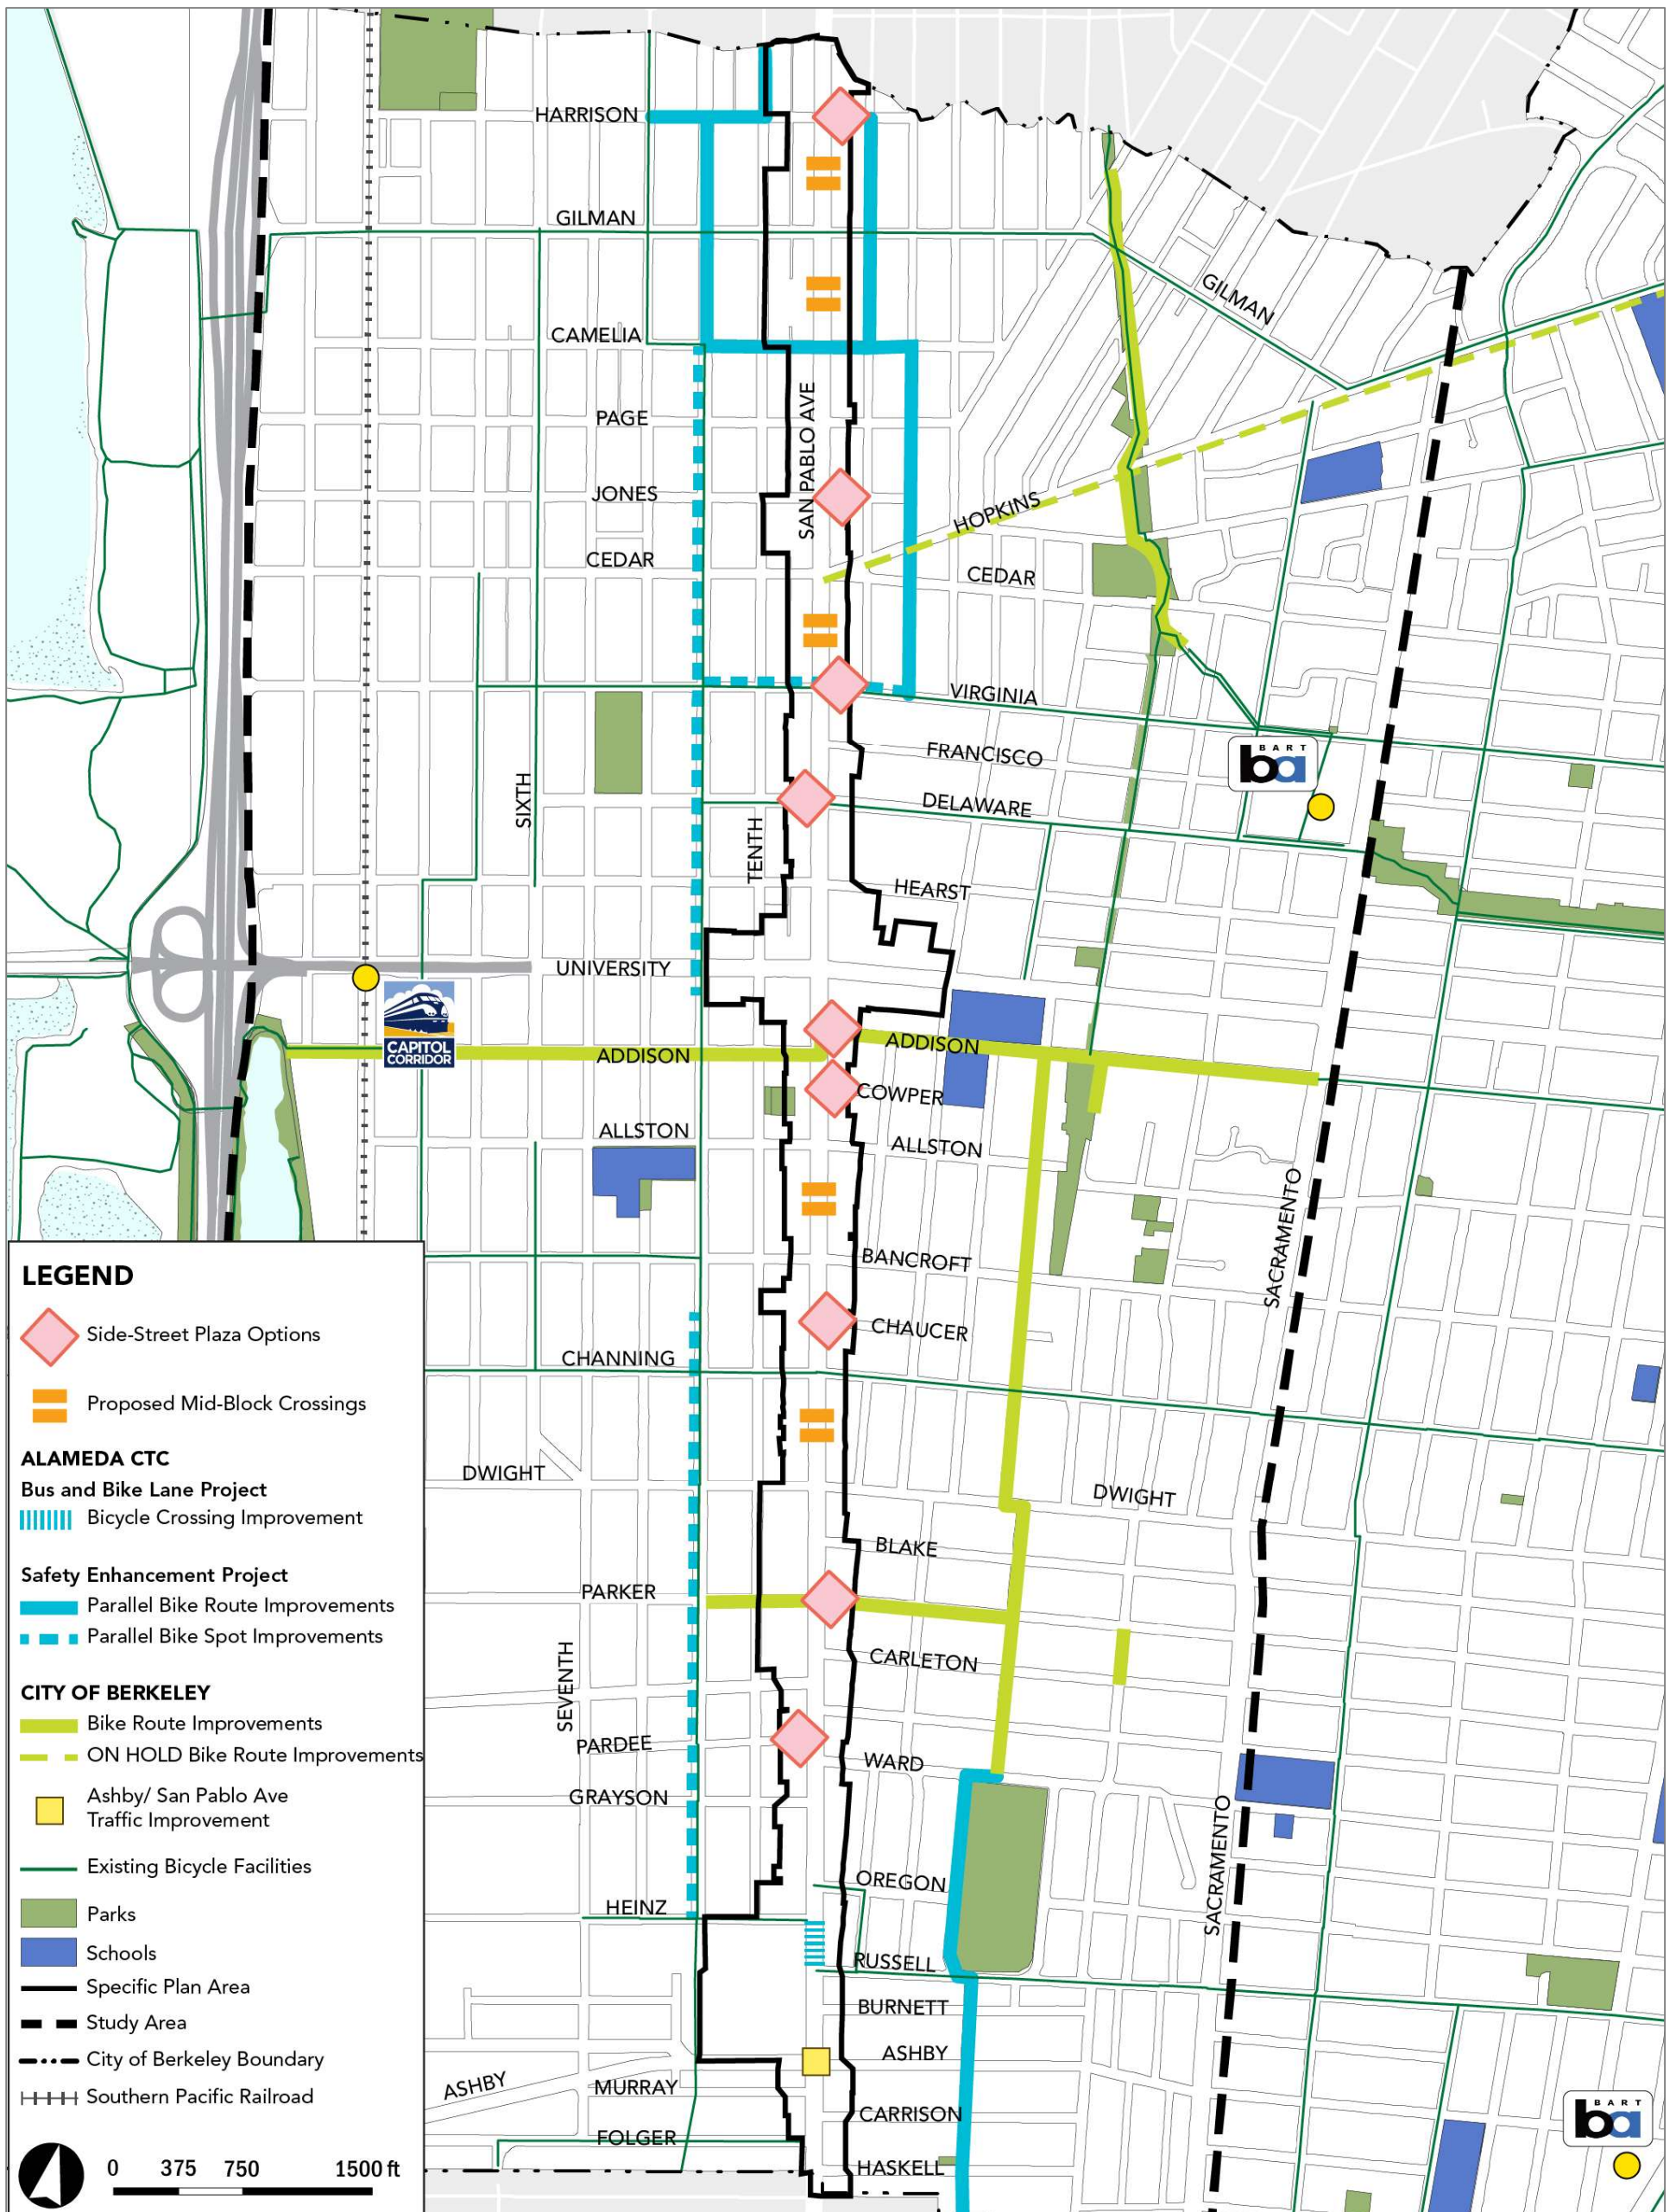 HARRISON
GILMAN
GILMAN
CAMELIA
PAGE
SAN PABLO AVE
JONES
HOPKINS
CEDAR
CEDAR
VIRGINIA
FRANCISCO
BART
ba
SIXTH
DELAWARE
TENTH
HEARST
UNIVERSITY
CAPITOL
CORRIDOR
ADDISON
ADDISON
COWPER
ALLSTON
ALLSTON
SACRAMENTO
BANCROFT
CHAUCER
CHANNING
DWIGHT
DWIGHT
BLAKE
PARKER
CARLETON
SEVENTH
PARDEE
WARD
GRAYSON
SACRAMENTO
OREGON
HEINZ
RUSSELL
BURNETT
ASHBY
ASHBY
MURRAY
CARRISON
FOLGER
HASKELL
BART
ba
LEGEND
Side-Street Plaza Options
Proposed Mid-Block Crossings
ALAMEDA CTC
Bus and Bike Lane Project
Bicycle Crossing Improvement
Safety Enhancement Project
Parallel Bike Route Improvements
Parallel Bike Spot Improvements
CITY OF BERKELEY
Bike Route Improvements
ON HOLD Bike Route Improvements
Ashby/ San Pablo Ave
Traffic Improvement
Existing Bicycle Facilities
Parks
Schools
Specific Plan Area
Study Area
City of Berkeley Boundary
Southern Pacific Railroad
0 375 750 1500 ft